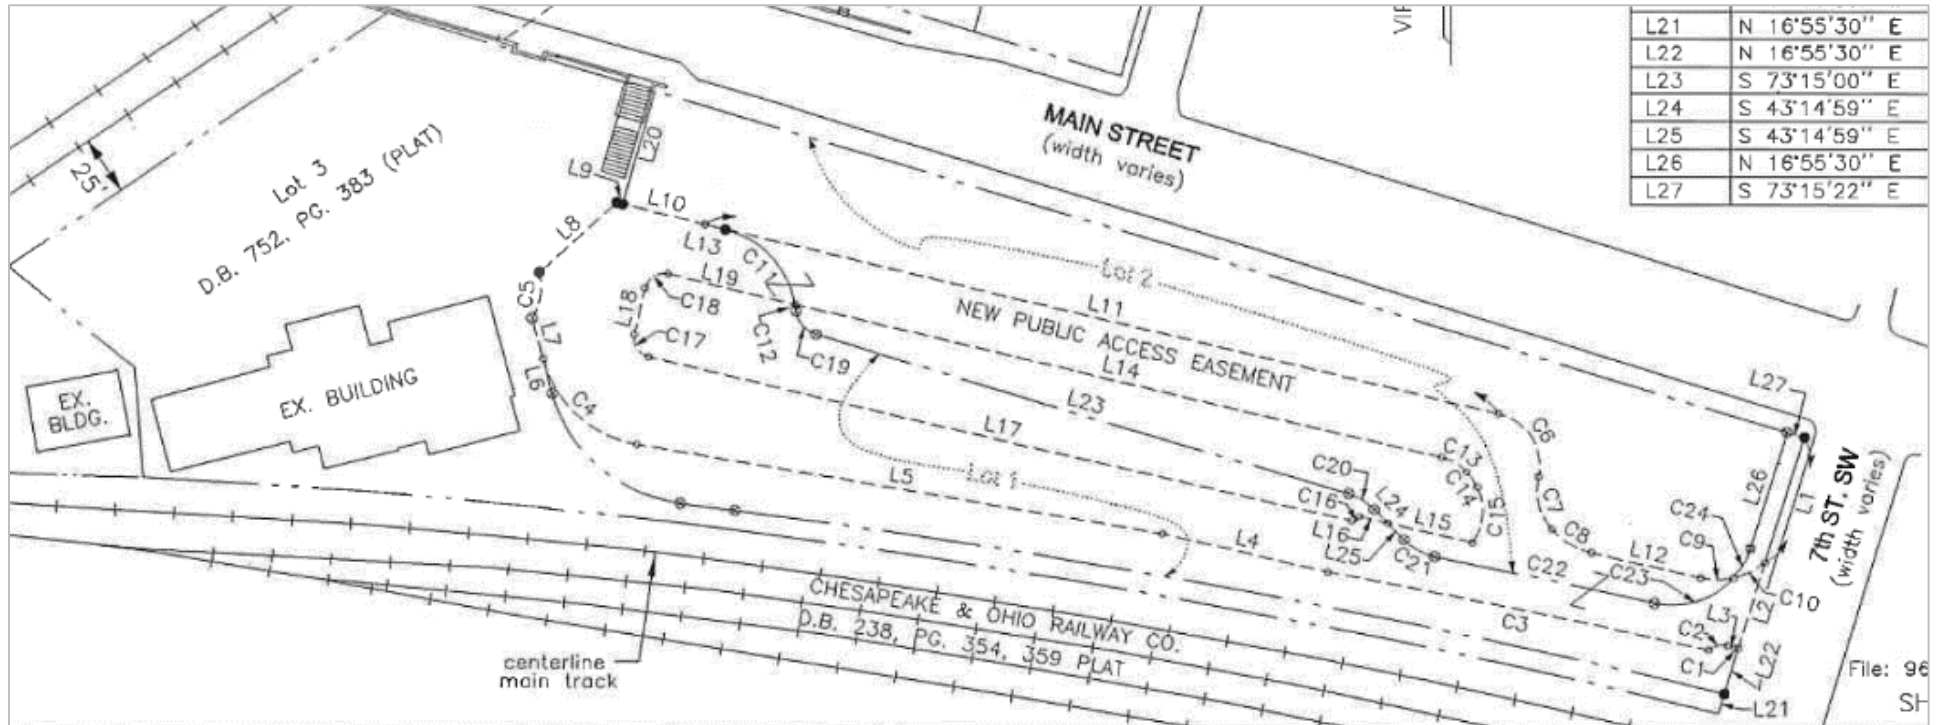 VIR
L21 N 16°55'30" E
L22 N 16°55'30" E
L23 S 73°15'00" E
L24 S 43°14'59" E
L25 S 43°14'59" E
L26 N 16°55'30" E
L27 S 73°15'22" E
MAIN STREET
(width varies)
25'
Lot 3
D.B. 752, PG. 383 (PLAT)
L20
L9
L10
L8
L13
C11
L19
Lot 2
L11
NEW PUBLIC ACCESS EASEMENT
C5
L18
C18
C17
C12
C19
L14
L23
L7
L6
C4
EX. BUILDING
EX.
BLDG.
L17
L27
C6
C13
C14
C15
C20
C16
L24
L15
L16
L25
C21
C7
C8
L12
L26
L1
7th ST. SW
(width varies)
C24
C9
C23
C22
C10
L2
L5
Lot 1
L4
C3
L3
C2
C1
L22
L21
CHESAPEAKE & OHIO RAILWAY CO.
D.B. 238, PG. 354, 359 PLAT
centerline
main track
File: 96
SH